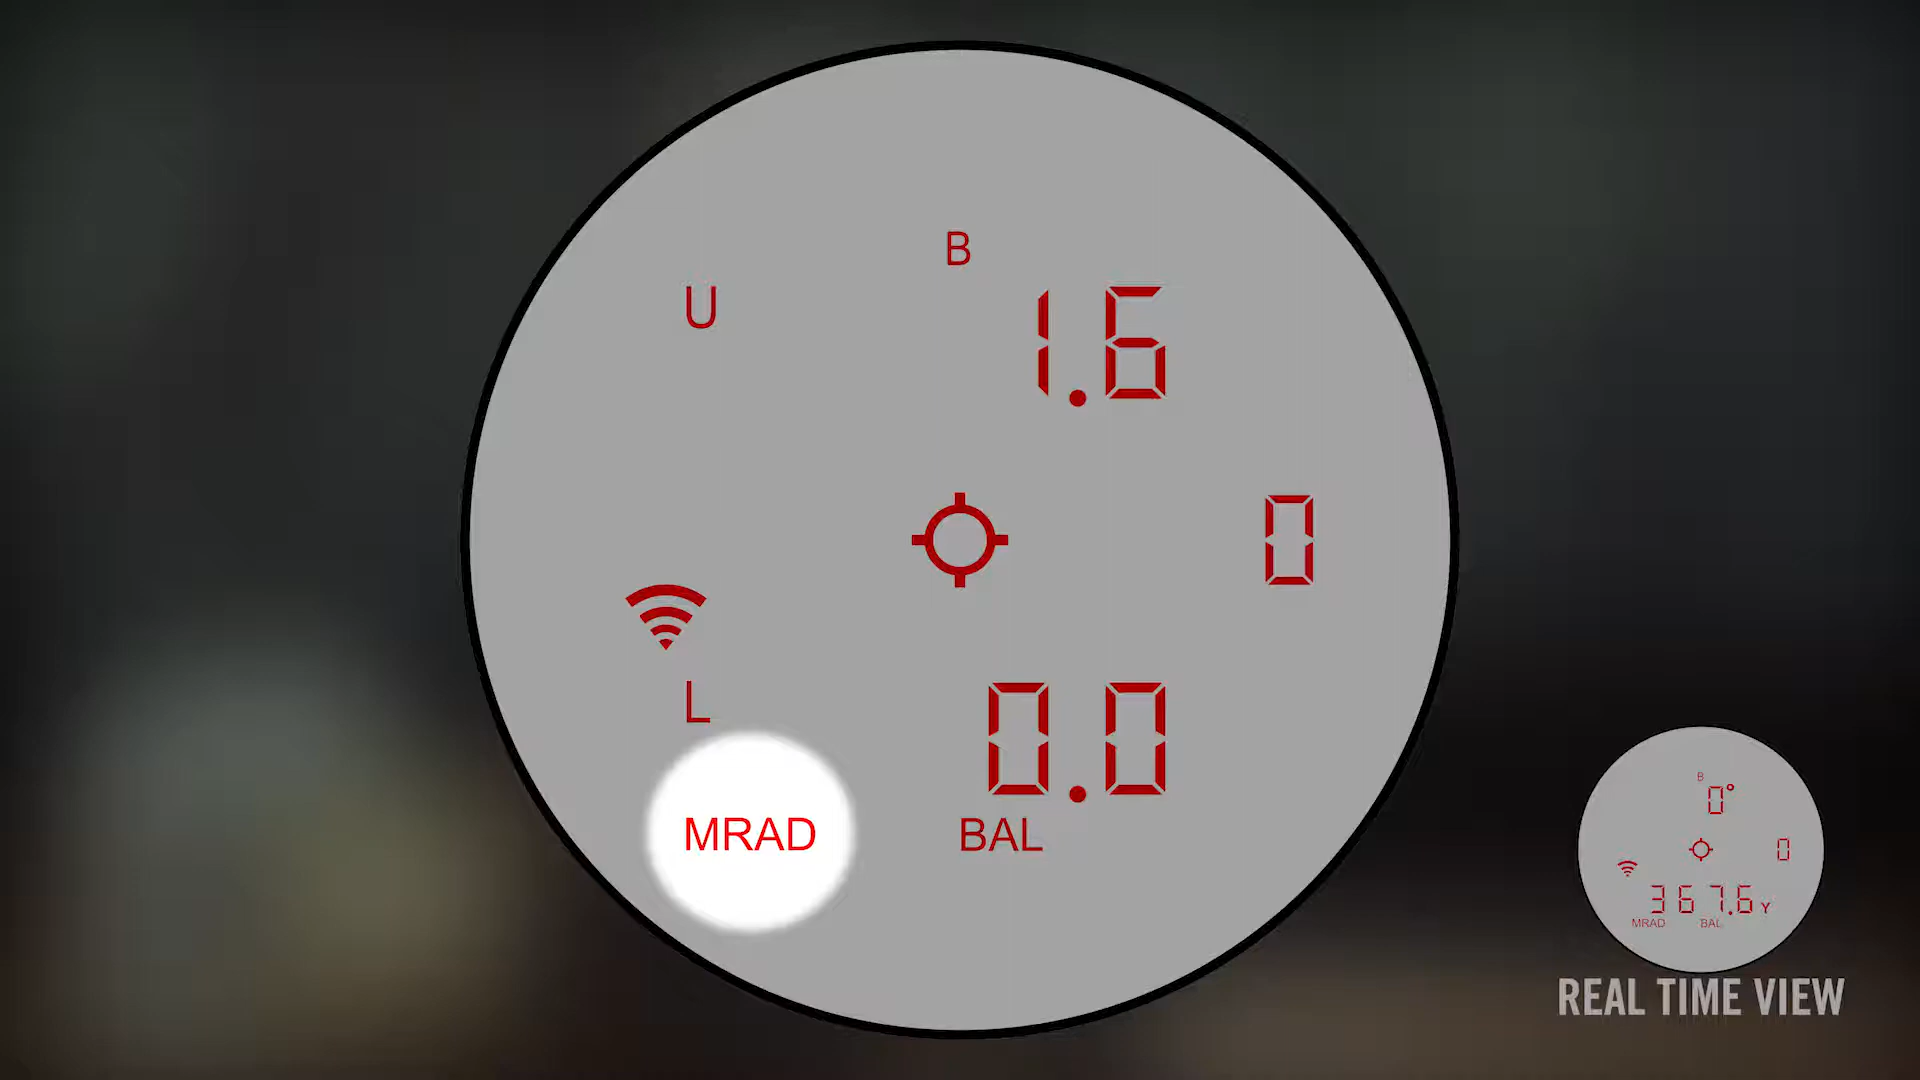 B
U 1.6
0
L 0.0
MRAD BAL
B
0°
0
367.6 Y
MRAD BAL
REAL TIME VIEW